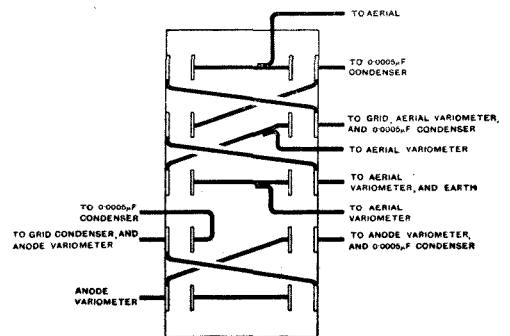 TO AERIAL
TO 0·0005µF
CONDENSER
TO GRID, AERIAL VARIOMETER,
AND 0·0005µF CONDENSER
TO AERIAL VARIOMETER
TO AERIAL
VARIOMETER, AND EARTH
TO AERIAL
VARIOMETER
TO ANODE VARIOMETER,
AND 0·0005µF CONDENSER
TO 0·0005µF
CONDENSER
TO GRID CONDENSER, AND
ANODE VARIOMETER
ANODE
VARIOMETER